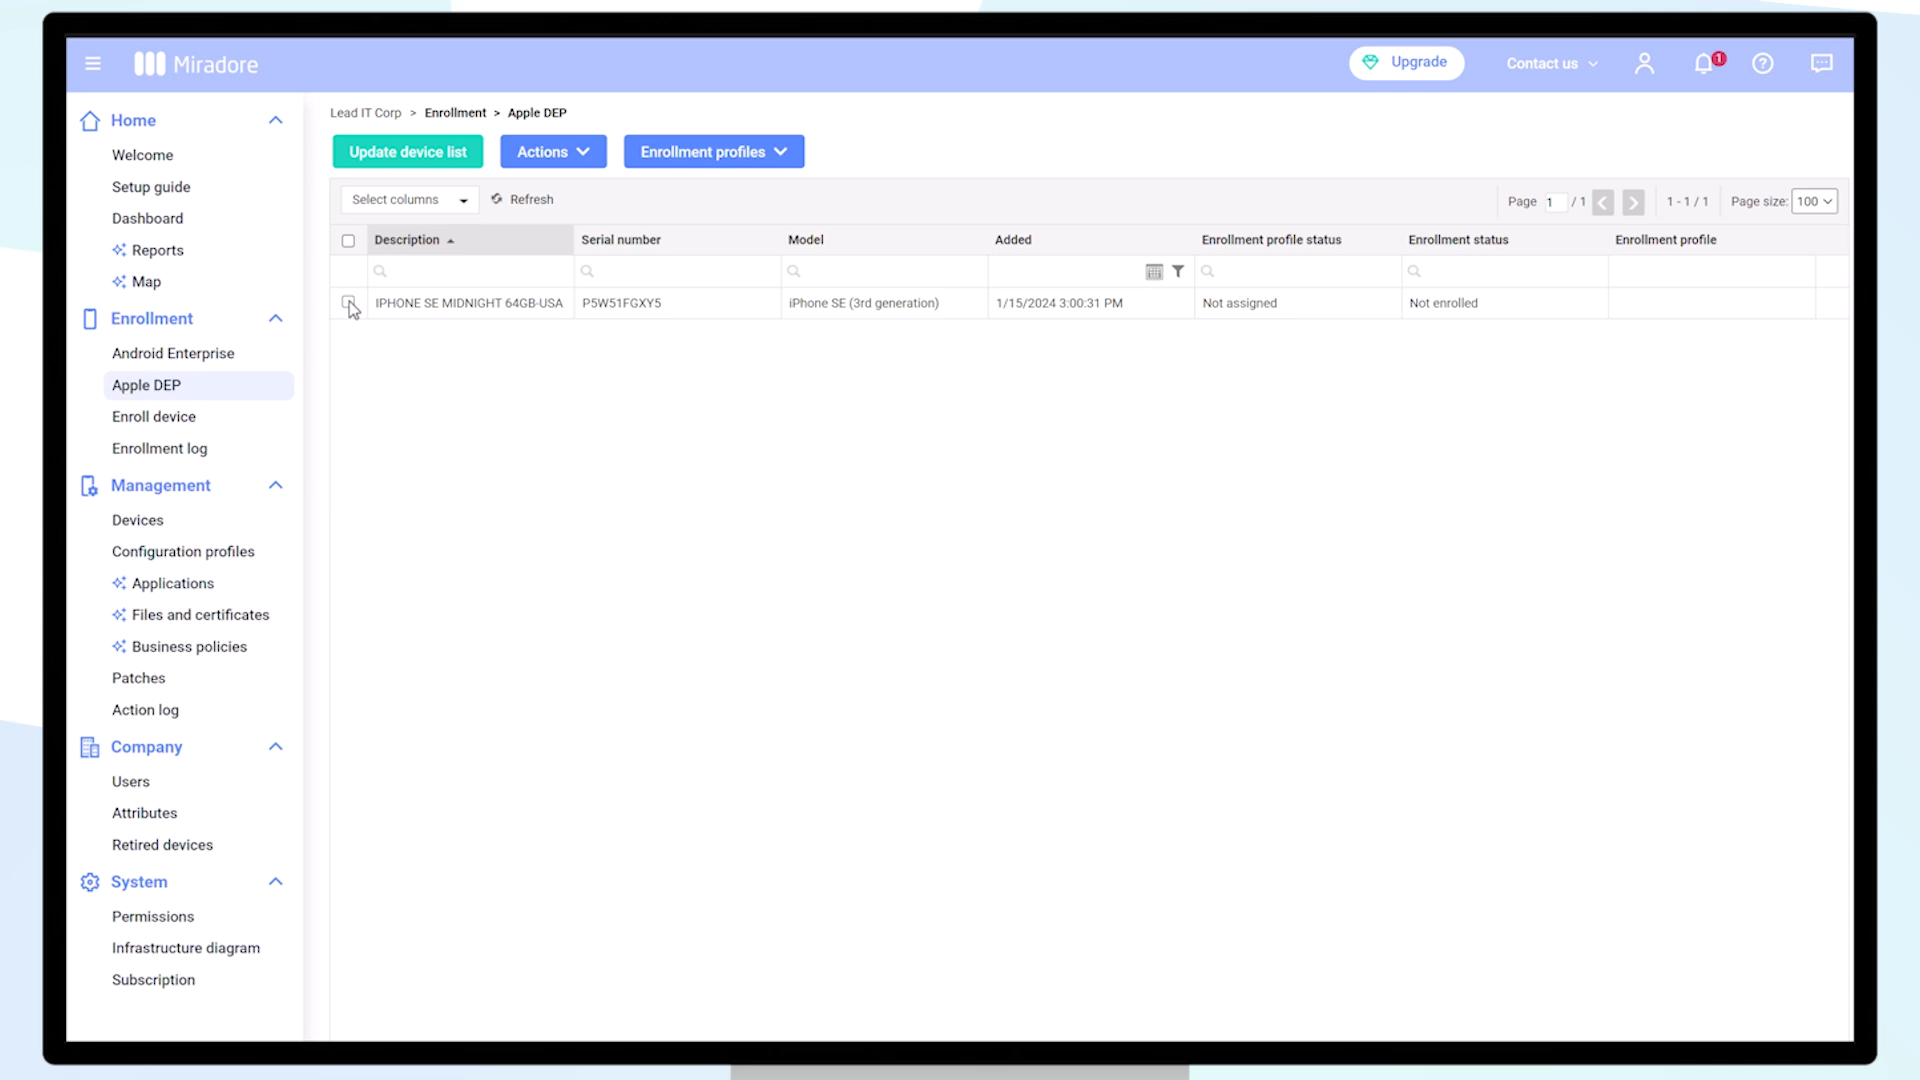 Miradore
Upgrade
Contact us
1
Home
Welcome
Setup guide
Dashboard
Reports
Map
Enrollment
Android Enterprise
Apple DEP
Enroll device
Enrollment log
Management
Devices
Configuration profiles
Applications
Files and certificates
Business policies
Patches
Action log
Company
Users
Attributes
Retired devices
System
Permissions
Infrastructure diagram
Subscription
Lead IT Corp > Enrollment > Apple DEP
Update device list Actions Enrollment profiles
Select columns Refresh Page 1 / 1 1 - 1 / 1 Page size: 100
Description Serial number Model Added Enrollment profile status Enrollment status Enrollment profile
IPHONE SE MIDNIGHT 64GB-USA P5W51FGXY5 iPhone SE (3rd generation) 1/15/2024 3:00:31 PM Not assigned Not enrolled